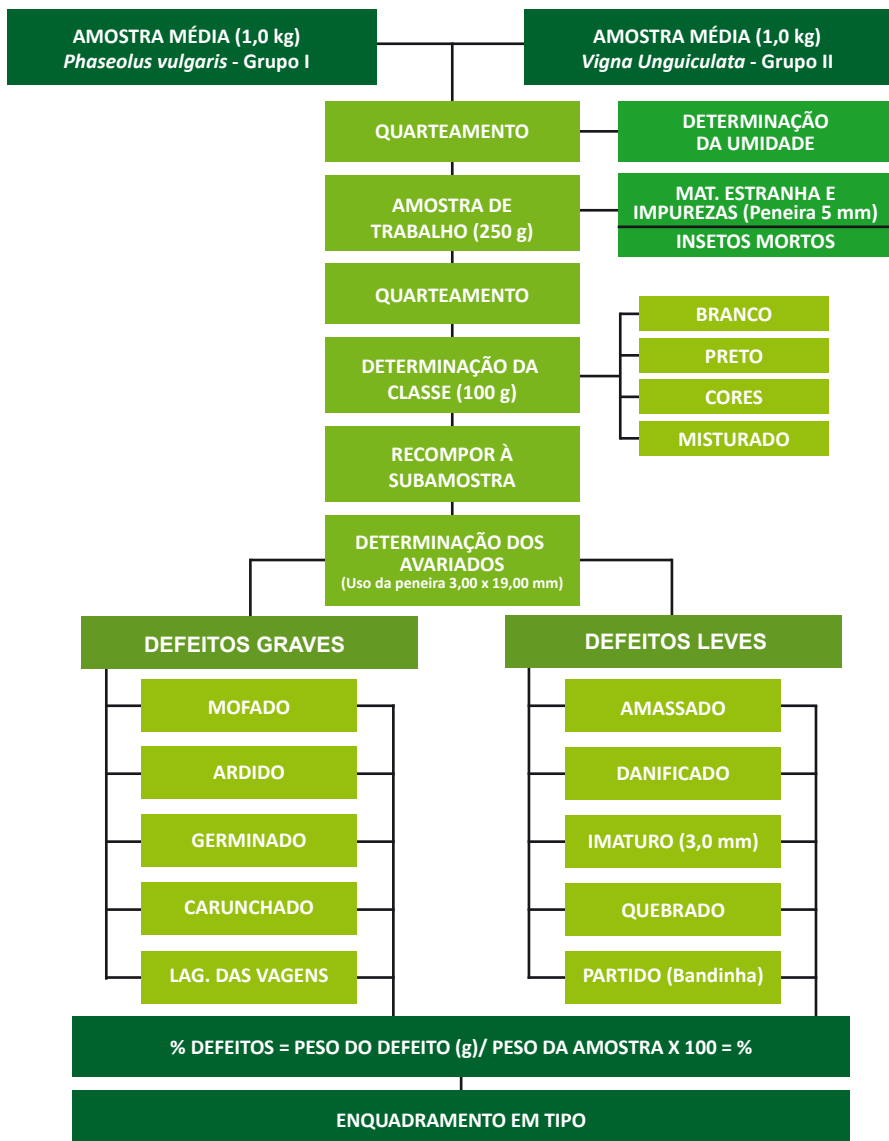 AMOSTRA MÉDIA (1,0 kg)
Phaseolus vulgaris - Grupo I
AMOSTRA MÉDIA (1,0 kg)
Vigna Unguiculata - Grupo II
QUARTEAMENTO
DETERMINAÇÃO
DA UMIDADE
AMOSTRA DE
TRABALHO (250 g)
MAT. ESTRANHA E
IMPUREZAS (Peneira 5 mm)
INSETOS MORTOS
QUARTEAMENTO
DETERMINAÇÃO DA
CLASSE (100 g)
BRANCO
PRETO
CORES
MISTURADO
RECOMPOR À
SUBAMOSTRA
DETERMINAÇÃO DOS
AVARIADOS
(Uso da peneira 3,00 x 19,00 mm)
DEFEITOS GRAVES
MOFADO
ARDIDO
GERMINADO
CARUNCHADO
LAG. DAS VAGENS
DEFEITOS LEVES
AMASSADO
DANIFICADO
IMATURO (3,0 mm)
QUEBRADO
PARTIDO (Bandinha)
% DEFEITOS = PESO DO DEFEITO (g)/ PESO DA AMOSTRA X 100 = %
ENQUADRAMENTO EM TIPO